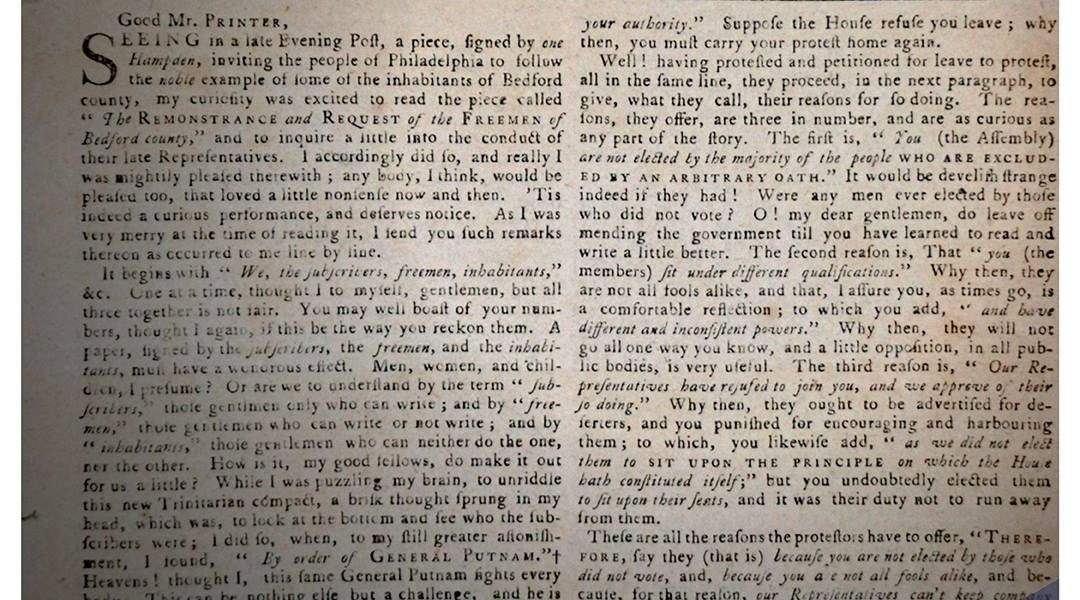 Good Mr. PRINTER,
SEEING in a late Evening Poſt, a piece, ſigned by one
Hampden, inviting the people of Philadelphia to follow
the noble example of ſome of the inhabitants of Bedford
county, my curioſity was excited to read the piece called
“ The REMONSTRANCE and REQUEST of the FREEMEN of
Bedford county,” and to inquire a little into the conduct of
their late Repreſentatives. I accordingly did ſo, and really I
was mightily pleaſed therewith ; any body, I think, would be
pleaſed too, that loved a little nonſenſe now and then. 'Tis
indeed a curious performance, and deſerves notice. As I was
very merry at the time of reading it, I ſend you ſuch remarks
thereon as occurred to me line by line.
It begins with “ We, the ſubſcribers, freemen, inhabitants,”
&c. One at a time, thought I to myſelf, gentlemen, but all
three together is not fair. You may well boaſt of your num-
bers, thought I again, if this be the way you reckon them. A
paper, ſigned by the ſubſcribers, the freemen, and the inhabi-
tants, muſt have a wonderous effect. Men, women, and chil-
dren, I preſume ? Or are we to underſtand by the term “ ſub-
ſcribers,” thoſe gentlmen only who can write ; and by “ free-
men,” thoſe gentlemen who can write or not write ; and by
“ inhabitants,” thoſe gentlemen who can neither do the one,
nor the other. How is it, my good fellows, do make it out
for us a little ? While I was puzzling my brain, to unriddle
this new Trinitarian compact, a briſk thought ſprung in my
head, which was, to look at the bottom and ſee who the ſub-
ſcribers were ; I did ſo, when, to my ſtill greater aſtoniſh-
ment, I found, “ By order of GENERAL PUTNAM.”†
Heavens ! thought I, this ſame General Putnam fights every
body. This can be nothing elſe but a challenge, and he is
your authority.” Suppoſe the Houſe refuſe you leave ; why
then, you muſt carry your proteſt home again.
Well ! having proteſted and petitioned for leave to proteſt,
all in the ſame line, they proceed, in the next paragraph, to
give, what they call, their reaſons for ſo doing. The rea-
ſons, they offer, are three in number, and are as curious as
any part of the ſtory. The firſt is, “ You (the Aſſembly)
are not elected by the majority of the people WHO ARE EXCLUD-
ED BY AN ARBITRARY OATH.” It would be develiſh ſtrange
indeed if they had ! Were any men ever elected by thoſe
who did not vote ? O ! my dear gentlemen, do leave off
mending the government till you have learned to read and
write a little better. The ſecond reaſon is, That “ you (the
members) ſit under different qualifications.” Why then, they
are not all fools alike, and that, I aſſure you, as times go, is
a comfortable reflection ; to which you add, “ and have
different and inconſiſtent powers.” Why then, they will not
go all one way you know, and a little oppoſition, in all pub-
lic bodies, is very uſeful. The third reaſon is, “ Our Re-
preſentatives have refuſed to join you, and we approve of their
ſo doing.” Why then, they ought to be advertiſed for de-
ſerters, and you puniſhed for encouraging and harbouring
them ; to which, you likewiſe add, “ as we did not elect
them to SIT UPON THE PRINCIPLE on which the Houſe
hath conſtituted itſelf;” but you undoubtedly elected them
to ſit upon their ſeats, and it was their duty not to run away
from them.
Theſe are all the reaſons the proteſtors have to offer, “ THERE-
FORE, ſay they (that is) becauſe you are not elected by thoſe who
did not vote, and, becauſe you a e not all fools alike, and be-
cauſe, for that reaſon, our Repreſentatives can't keep company